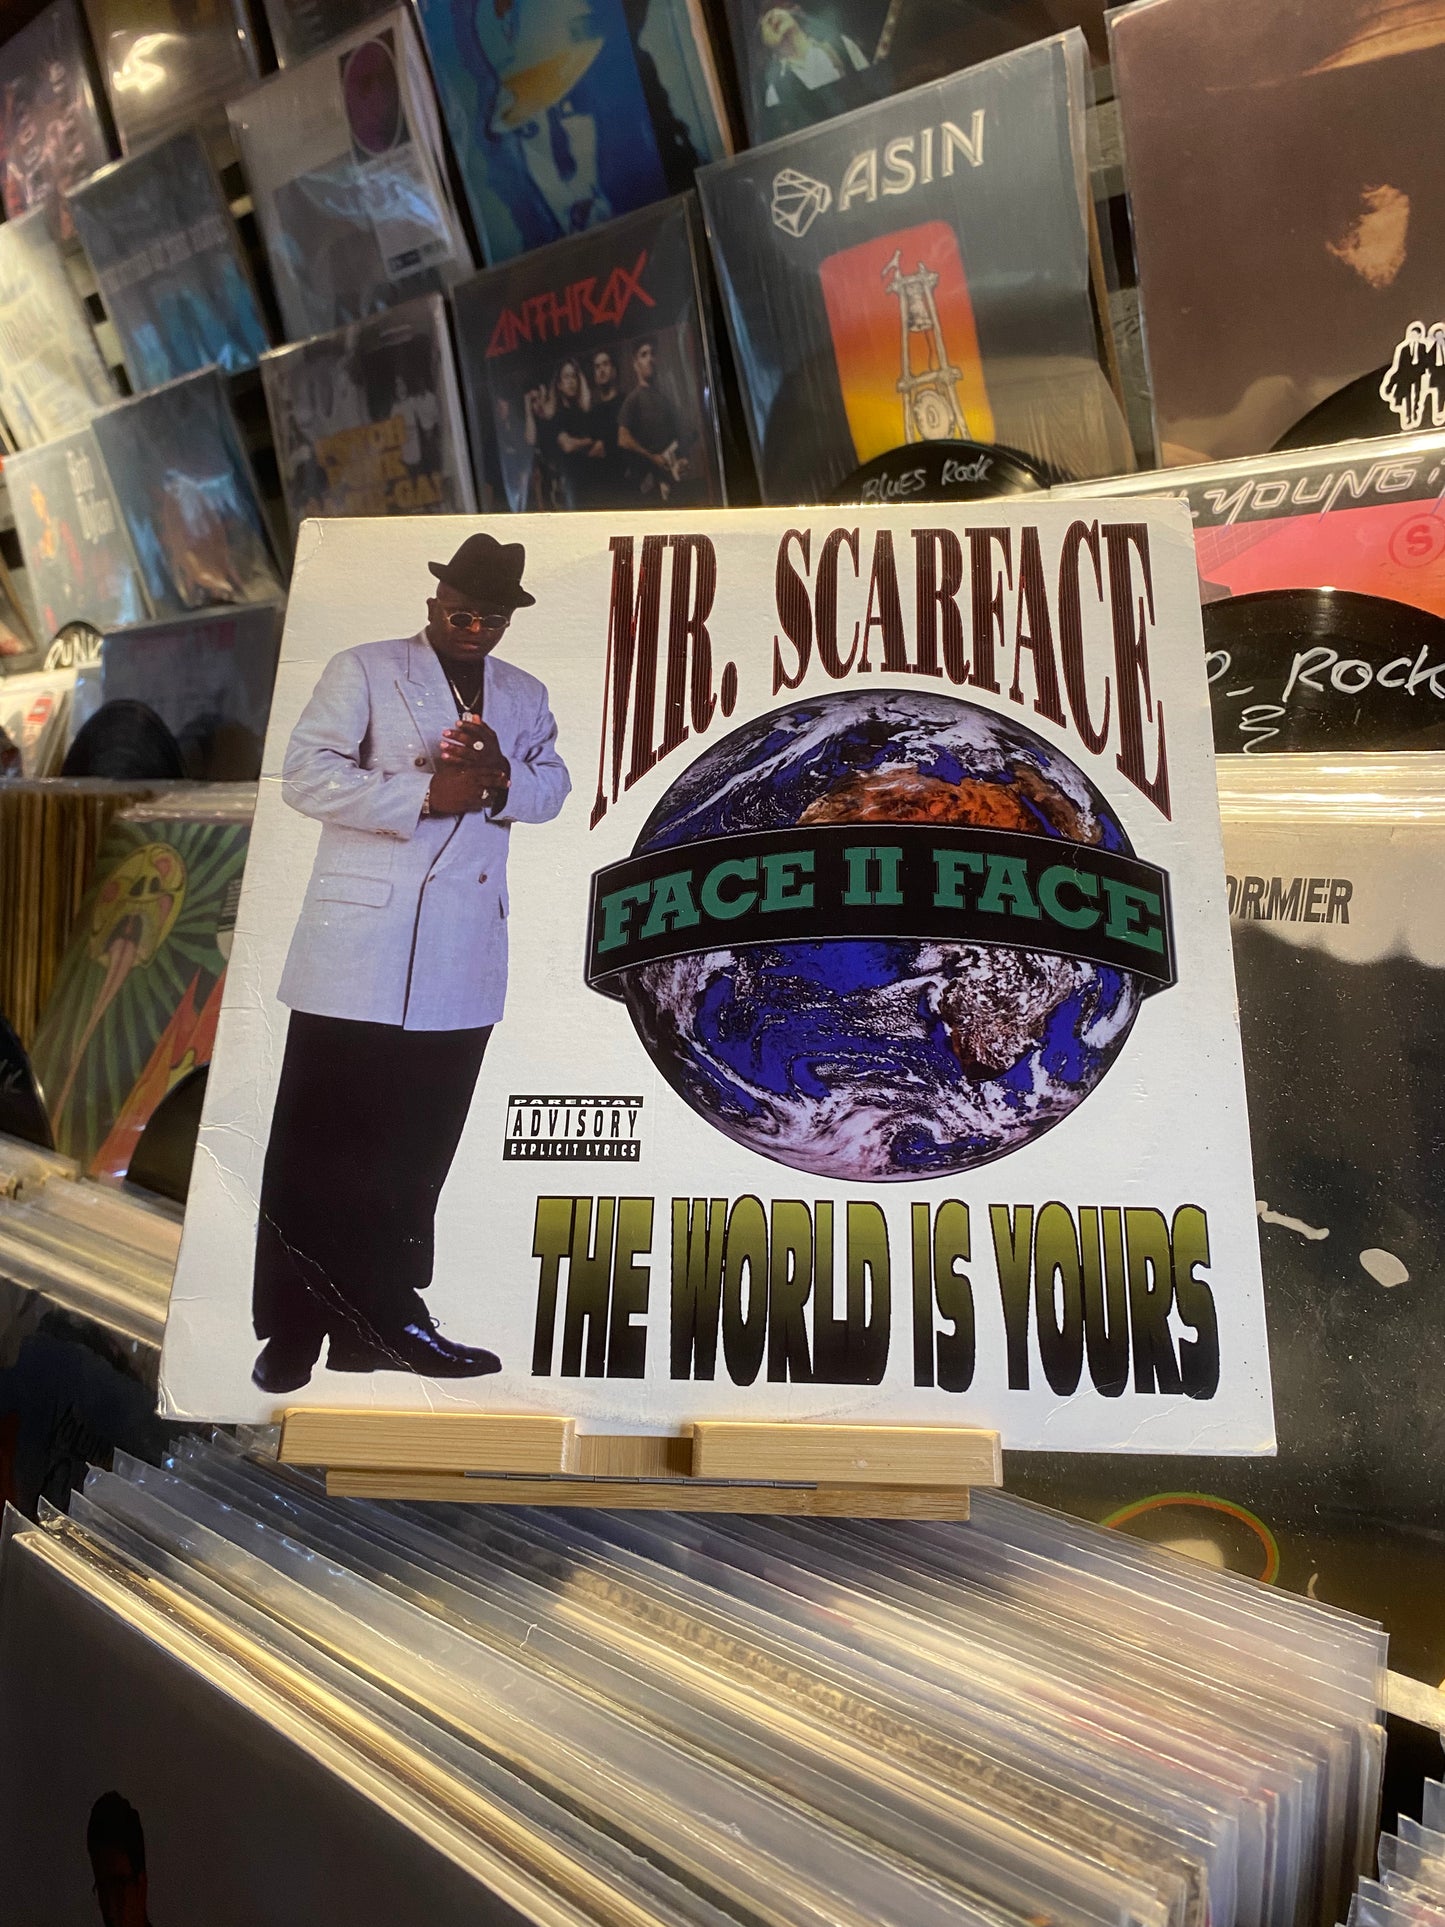 ASIN
ANTHRAX
BLUES ROCK
YOUNG
S
MR. SCARFACE
ROCK
FACE II FACE
ORMER
PARENTAL
ADVISORY
EXPLICIT LYRICS
THE WORLD IS YOURS